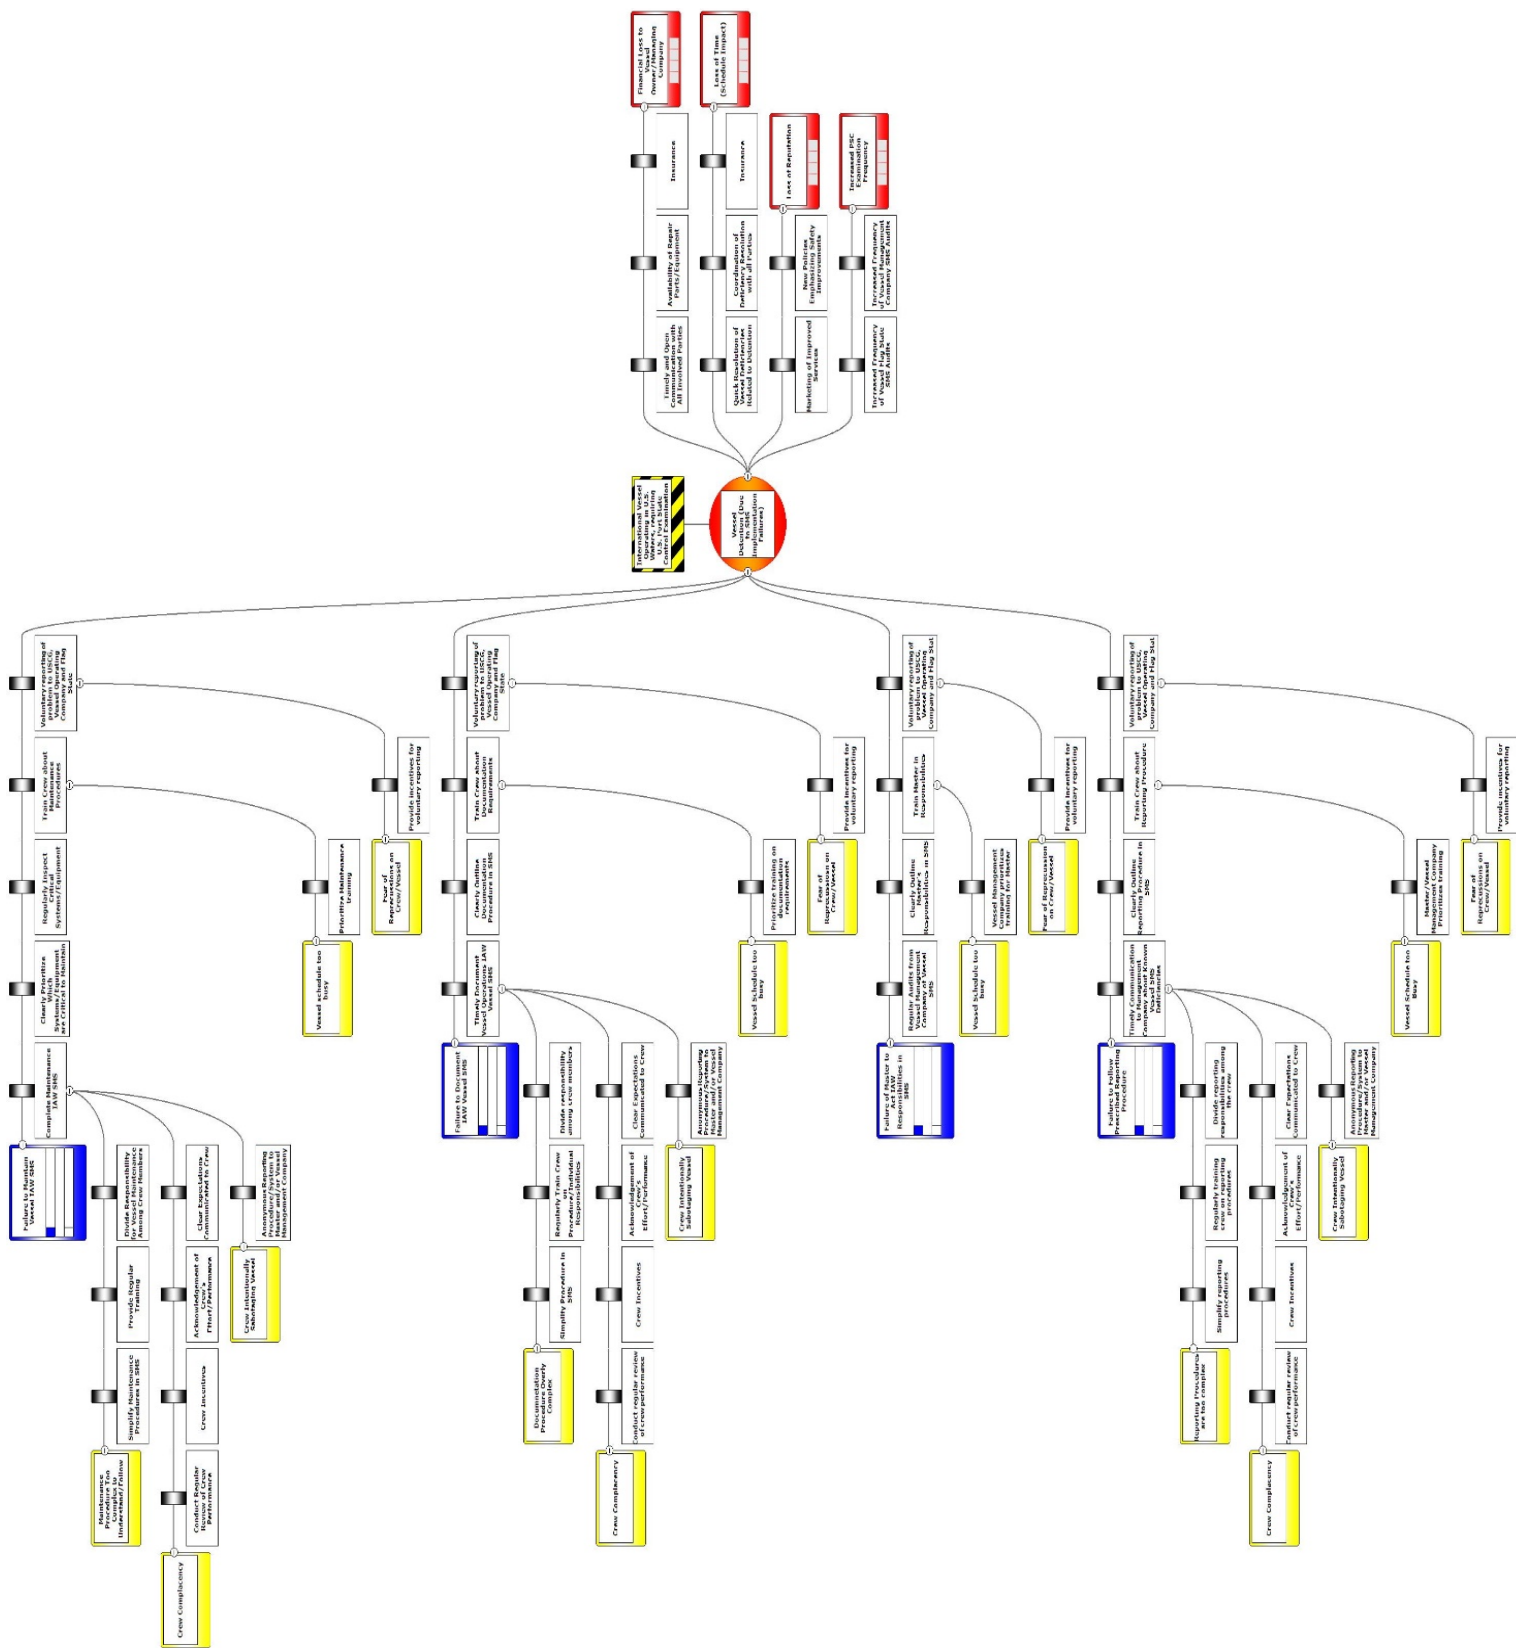 Financial Loss to
Vessel
Owner/Managing
Company
Insurance
Availability of Repair
Parts/Equipment
Timely and Open
Communication with
All Involved Parties
Loss of Time
(Schedule Impact)
Insurance
Coordination of
Deficiency Resolution
with all Parties
Quick Resolution of
Vessel Deficiencies
Related to Detention
Loss of Reputation
New Policies
Emphasizing Safety
Improvements
Marketing of Improved
Services
Increased PSC
Examination
Frequency
Increased Frequency
of Vessel Management
Company SMS Audits
Increased Frequency
of Vessel Flag State
SMS Audits
International Vessel
Operating in U.S.
Waters, requiring
U.S. Port State
Control Examination
Vessel
Detention (Due
to SMS
Implementation
Failures)
Voluntary reporting of
problem to USCG,
Vessel Operating
Company and Flag
State
Train Crew about
Maintenance
Procedures
Regularly Inspect
Critical
Systems/Equipment
Clearly Prioritize
Which
Systems/Equipment
are Critical to Maintain
Complete Maintenance
IAW SMS
Failure to Maintain
Vessel IAW SMS
Divide Responsibility
for Vessel Maintenance
Among Crew Members
Provide Regular
Training
Simplify Maintenance
Procedures in SMS
Maintenance
Procedure Too
Complex to
Understand/Follow
Clear Expectations
Communicated to Crew
Acknowledgement of
Crew's
Effort/Performance
Crew Incentives
Conduct Regular
Review of Crew
Performance
Crew Complacency
Anonymous Reporting
Procedure/System to
Master and/or Vessel
Management Company
Crew Intentionally
Sabotaging Vessel
Prioritize Maintenance
training
Vessel schedule too
busy
Provide incentives for
voluntary reporting
Fear of
Reprecussions on
Crew/Vessel
Voluntary reporting of
problem to USCG,
Vessel Operating
Company and Flag
State
Train Crew about
Documentation
Requirements
Clearly Outline
Documentation
Procedure in SMS
Timely Document
Vessel Operations IAW
Vessel SMS
Failure to Document
IAW Vessel SMS
Divide responsibility
among crew members
Regularly Train Crew
on
Procedure/Individual
Responsibilities
Simplify Procedure in
SMS
Documnetation
Procedure Overly
Complex
Clear Expectations
Communicated to Crew
Acknowledgement of
Crew's
Effort/Performance
Crew Incentives
Conduct regular review
of crew performance
Crew Complacency
Anonymous Reporting
Procedure/System to
Master and/or Vessel
Management Company
Crew Intentionally
Sabotaging Vessel
Prioritize training on
documentation
requirements
Vessel Schedule too
busy
Provide incentives for
voluntary reporting
Fear of
Reprecussion on
Crew/Vessel
Voluntary reporting of
problem to USCG,
Vessel Operating
Company and Flag Stat
Train Master in
Responsibilities
Clearly Outline
Master's
Responsibilities in SMS
Regular Audits from
Vessel Management
Company of Vessel
SMS
Failure of Master to
Act IAW
Responsibilities in
SMS
Vessel Management
Company prioritizes
training for Master
Vessel Schedule too
busy
Provide incentives for
voluntary reporting
Fear of Reprecussion
on Crew/Vessel
Voluntary reporting of
problem to USCG,
Vessel Operating
Company and Flag Stat
Train Crew about
Reporting Procedure
Clearly Outline
Reporting Procedure in
SMS
Timely Communication
to Management
Company about Known
Vessel SMS
Deficiencies
Failure to Follow
Prescribed Reporting
Procedure
Divide reporting
responsibilities among
the crew
Regularly training
crew on reporting
procedures
Simplify reporting
procedures
Reporting Procedures
are too complex
Clear Expectations
Communicated to Crew
Acknowledgement of
Crew's
Effort/Performance
Crew Incentives
Conduct regular review
of crew performance
Crew Complacency
Anonymous Reporting
Procedure/System to
Master and/or Vessel
Management Company
Crew Intentionally
Sabotaging Vessel
Master/Vessel
Management Company
Prioritizes training
Vessel Schedule too
Busy
Provide incentives for
voluntary reporting
Fear of
Reprecussions on
Crew/Vessel